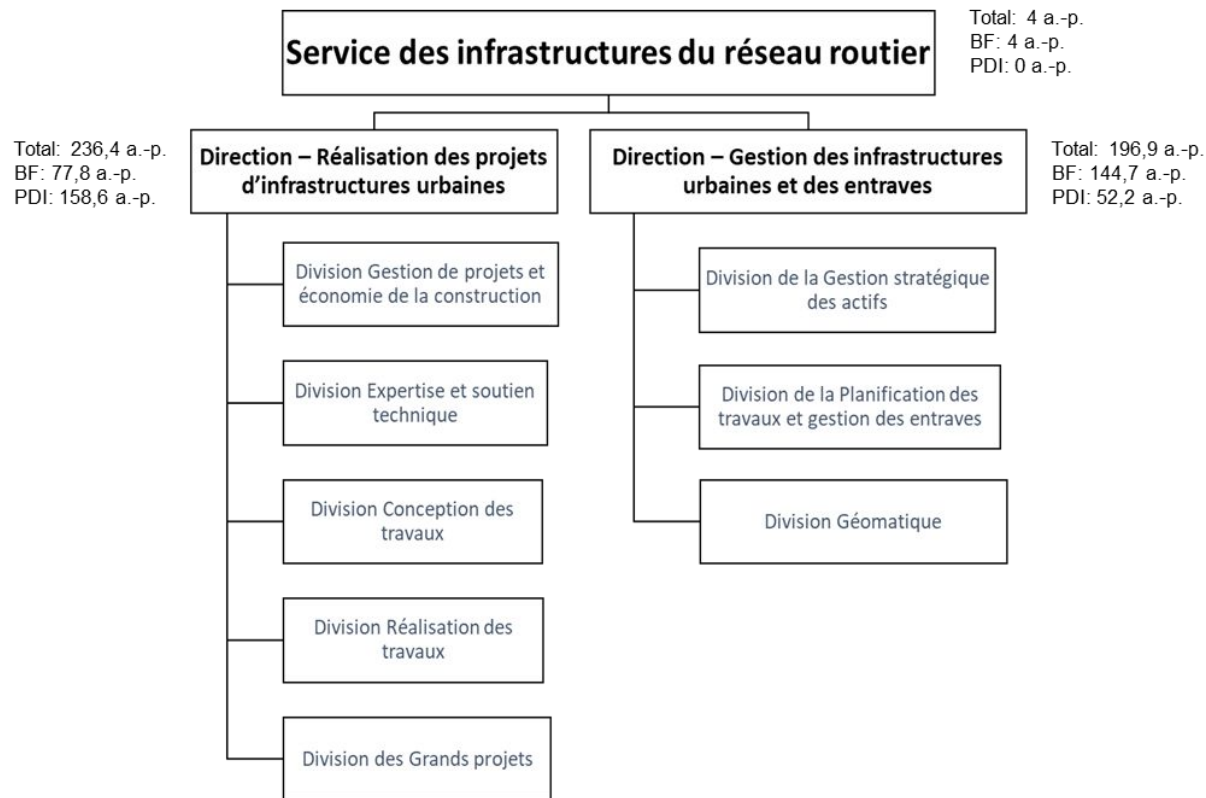 Total: 4 a.-p.
BF: 4 a.-p.
PDI: 0 a.-p.
Service des infrastructures du réseau routier
Total: 236,4 a.-p.
BF: 77,8 a.-p.
PDI: 158,6 a.-p.
Direction – Réalisation des projets
d’infrastructures urbaines
Direction – Gestion des infrastructures
urbaines et des entraves
Total: 196,9 a.-p.
BF: 144,7 a.-p.
PDI: 52,2 a.-p.
Division Gestion de projets et
économie de la construction
Division Expertise et soutien
technique
Division Conception des
travaux
Division Réalisation des
travaux
Division des Grands projets
Division de la Gestion stratégique
des actifs
Division de la Planification des
travaux et gestion des entraves
Division Géomatique